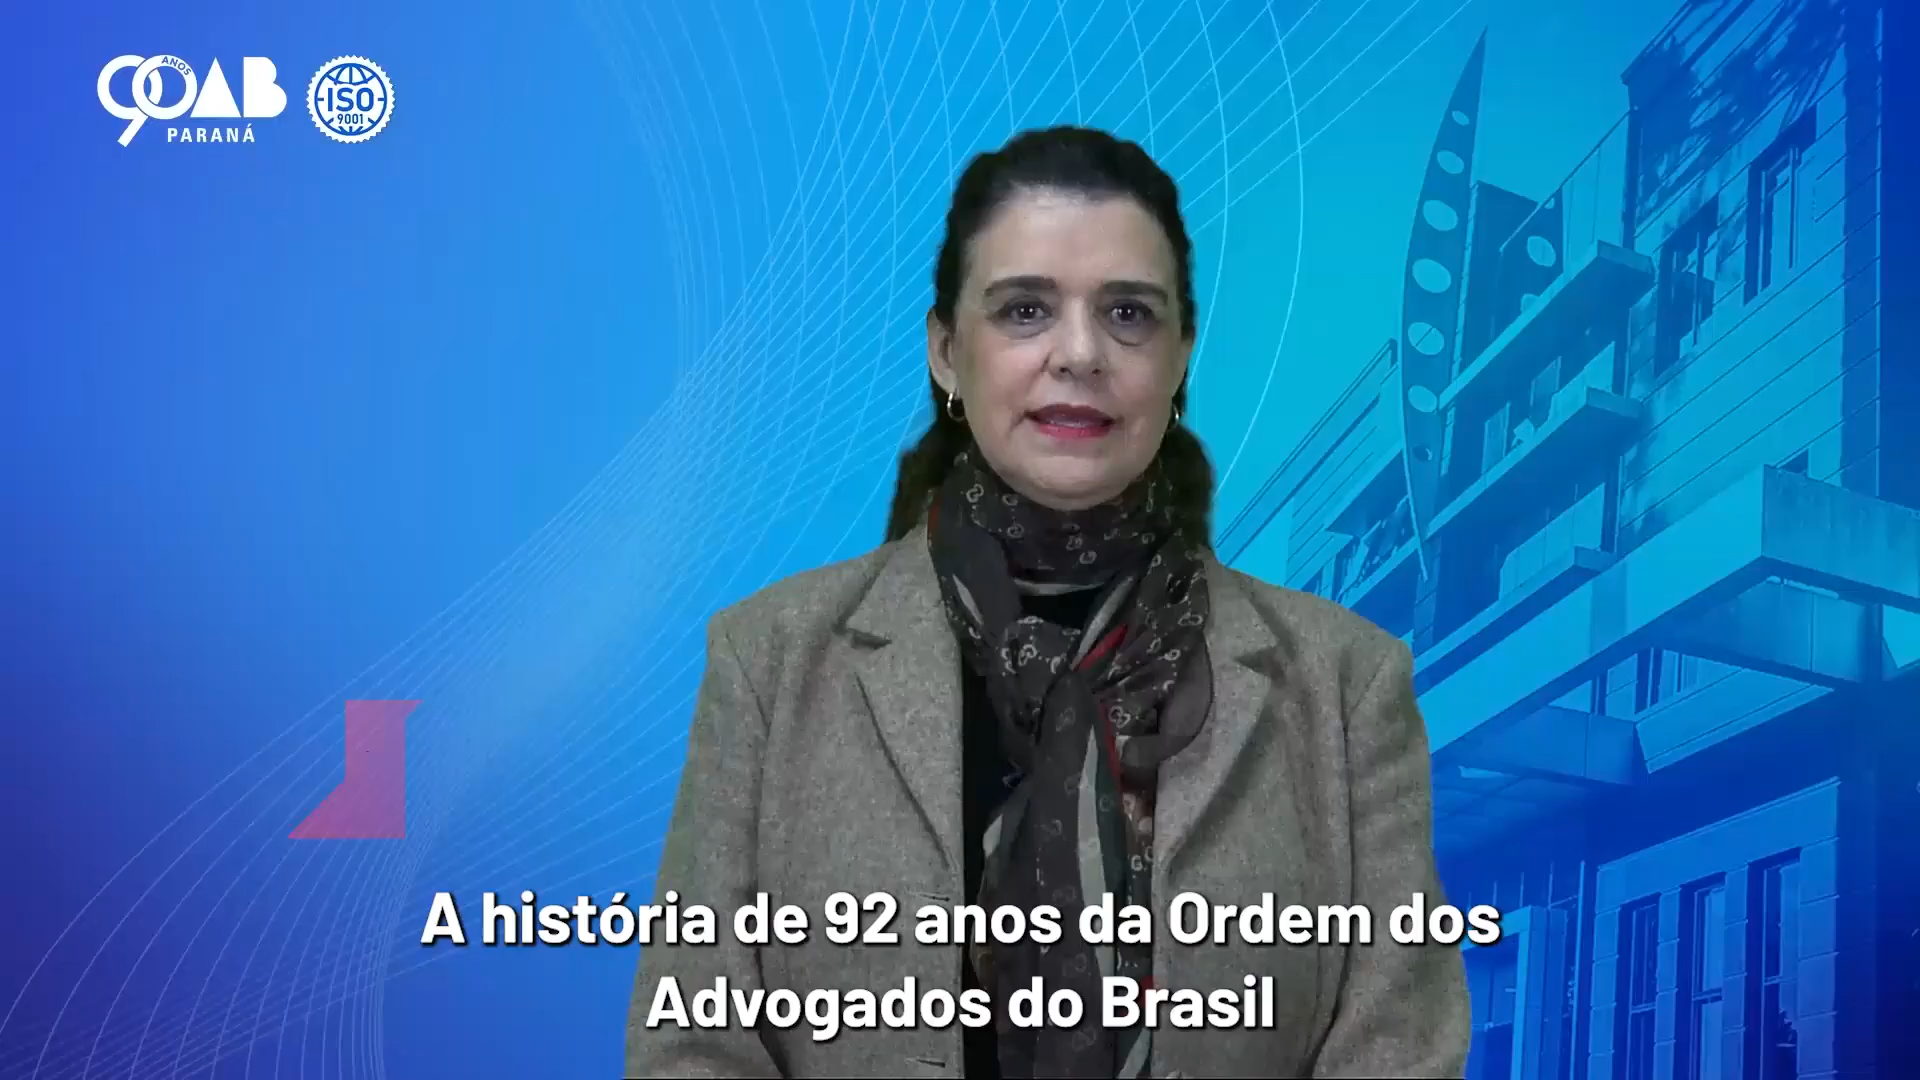 90 ANOS OAB
PARANÁ
ISO
9001
A história de 92 anos da Ordem dos
Advogados do Brasil